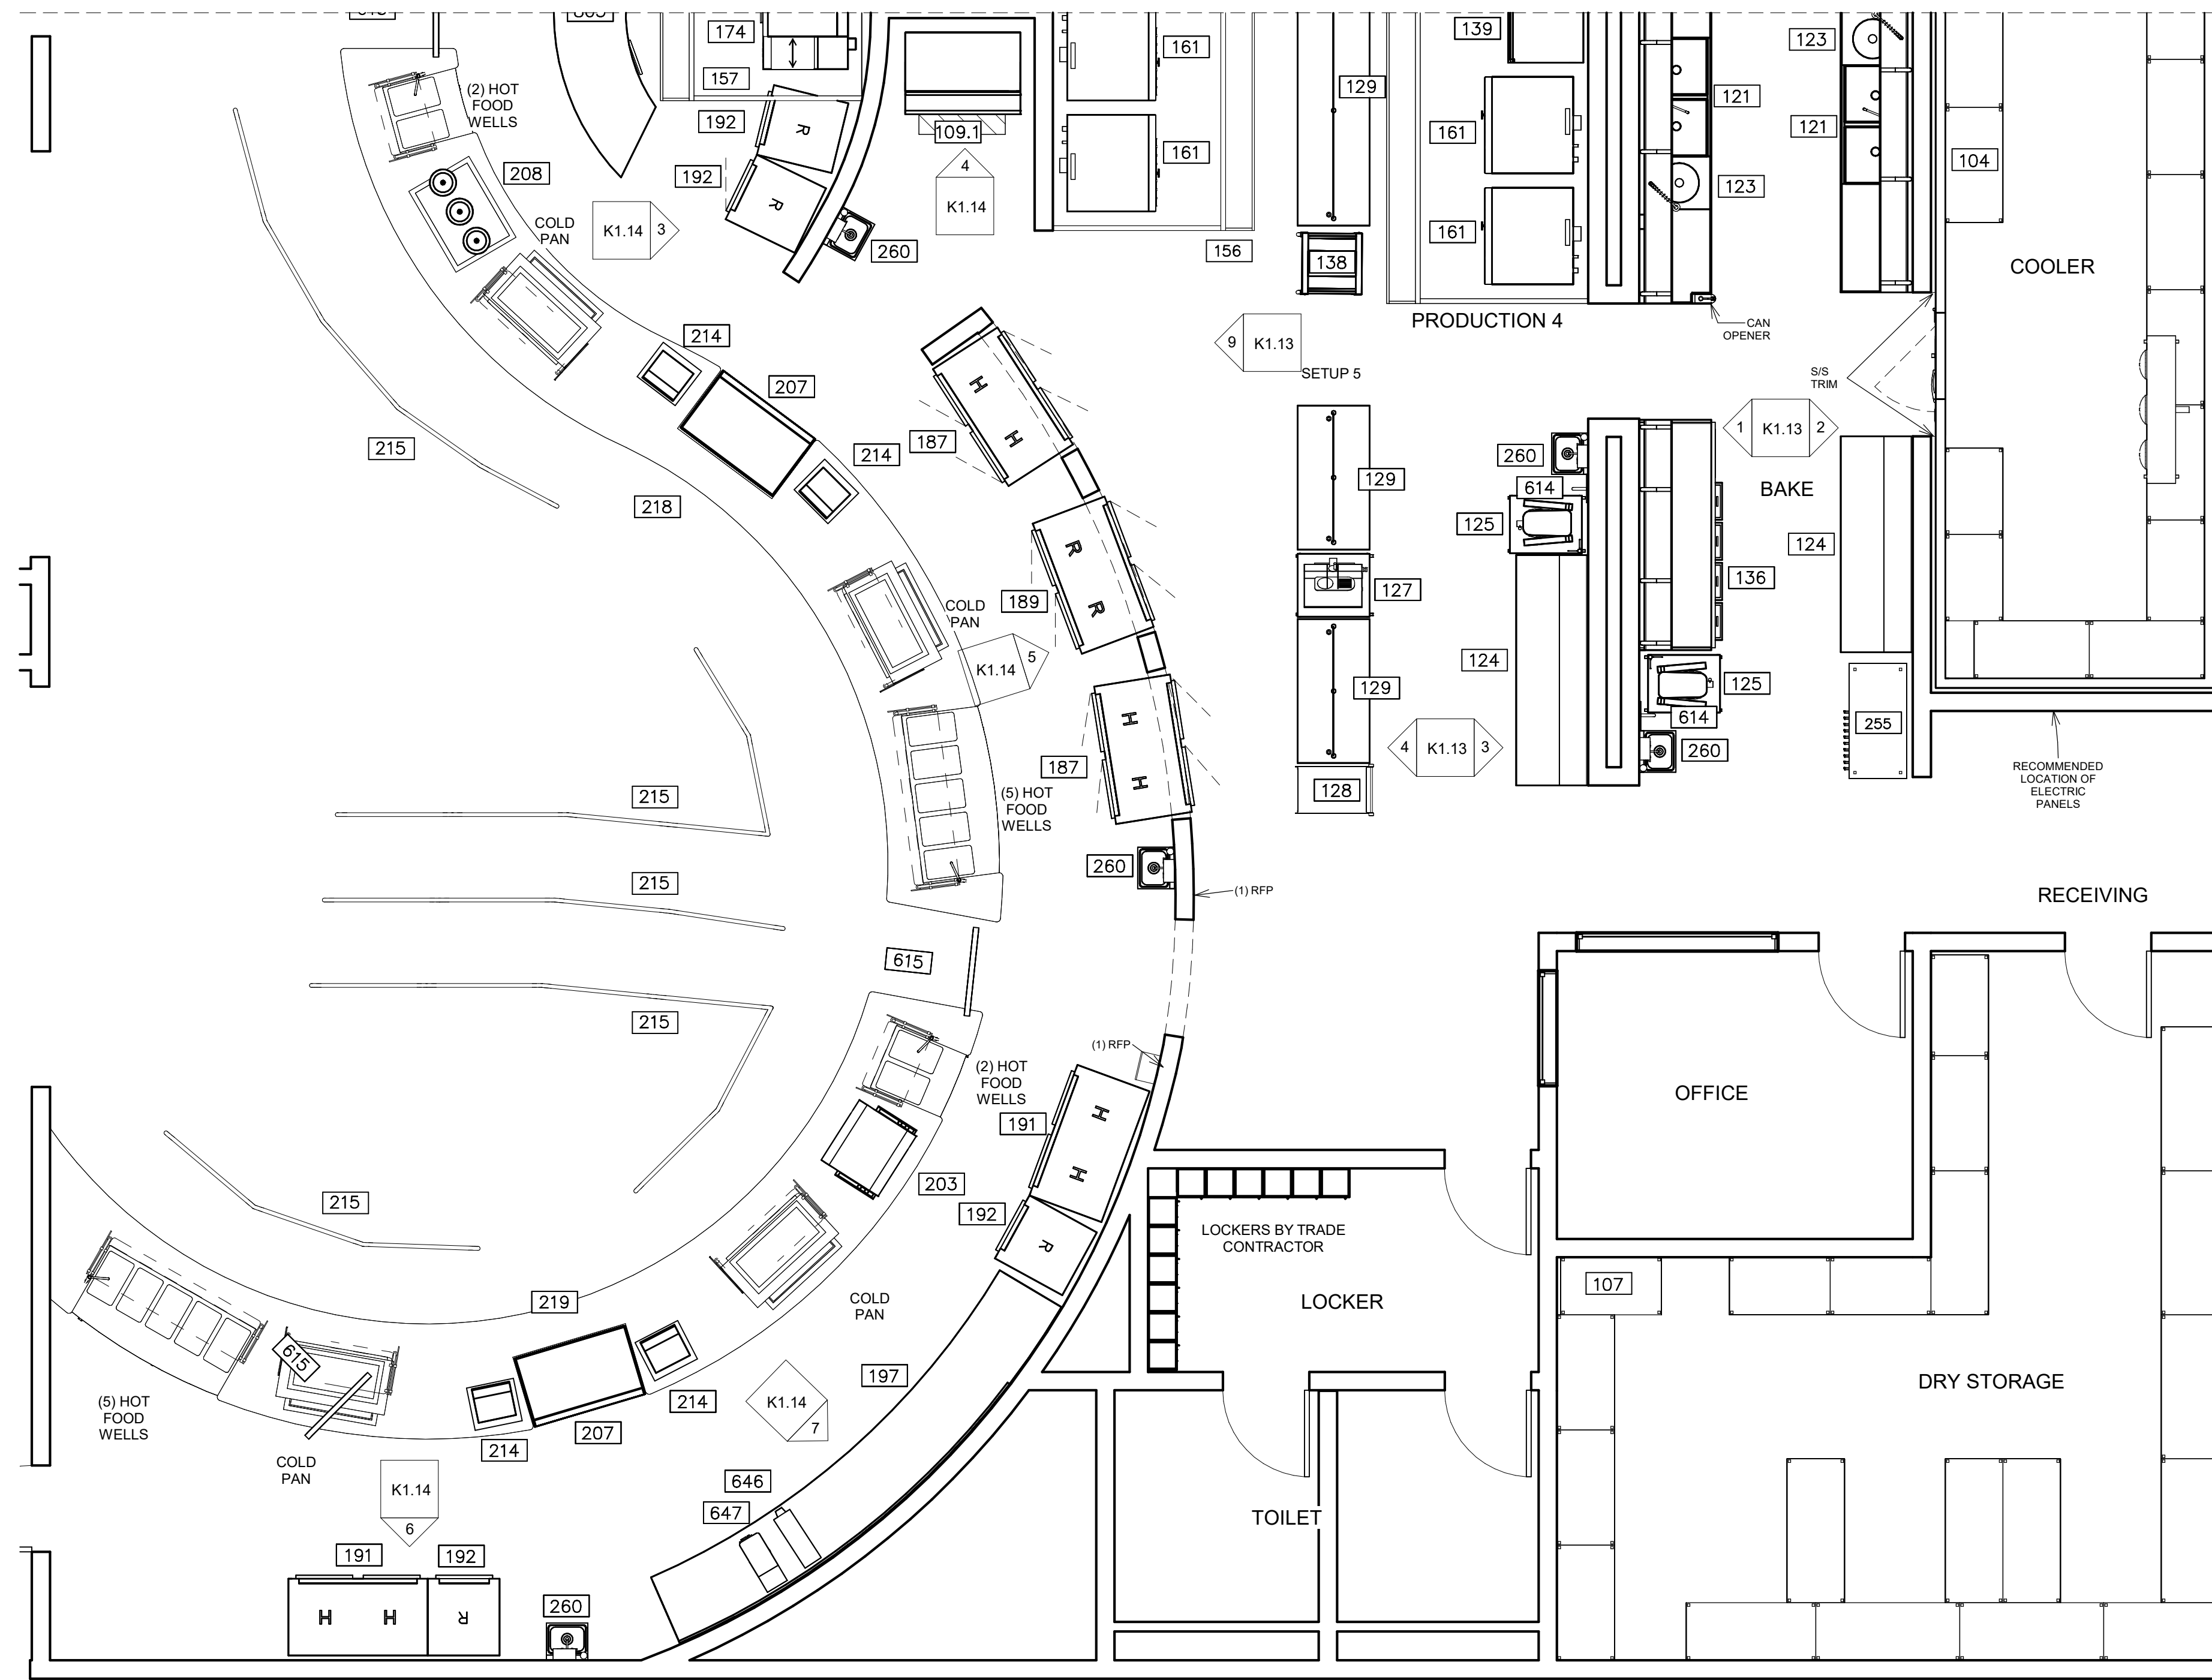 174
139
123
157
161
129
121
121
(2) HOT
FOOD
WELLS
192
109.1
161
161
104
192
4
K1.14
208
COLD
PAN
K1.14
3
R
R
123
161
260
156
138
COOLER
PRODUCTION 4
CAN
OPENER
9
K1.13
SETUP 5
214
207
S/S
TRIM
H
H
187
215
214
218
1
K1.13
2
260
129
614
125
BAKE
124
R
R
189
127
136
COLD
PAN
K1.14
5
124
129
125
614
255
H
H
187
4
K1.13
3
260
128
RECOMMENDED
LOCATION OF
ELECTRIC
PANELS
215
(5) HOT
FOOD
WELLS
260
(1) RFP
215
RECEIVING
615
215
(1) RFP
(2) HOT
FOOD
WELLS
OFFICE
H
H
191
203
192
R
215
LOCKERS BY TRADE
CONTRACTOR
107
LOCKER
COLD
PAN
219
615
197
DRY STORAGE
(5) HOT
FOOD
WELLS
214
K1.14
7
207
214
COLD
PAN
K1.14
6
646
647
TOILET
191
192
H
H
R
260